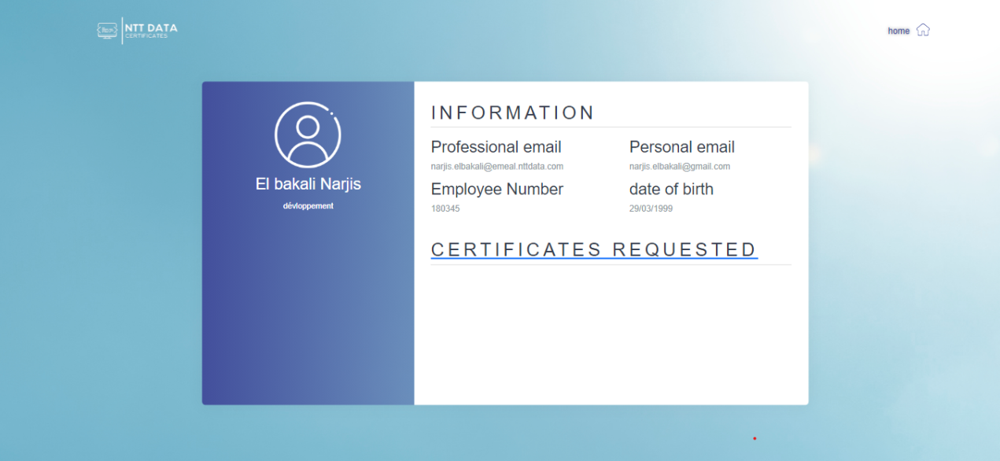 NTT DATA
CERTIFICATES
home
El bakali Narjis
dévloppement
INFORMATION
Professional email
Personal email
narjis.elbakali@emeal.nttdata.com
narjis.elbakali@gmail.com
Employee Number
date of birth
180345
29/03/1999
CERTIFICATES REQUESTED